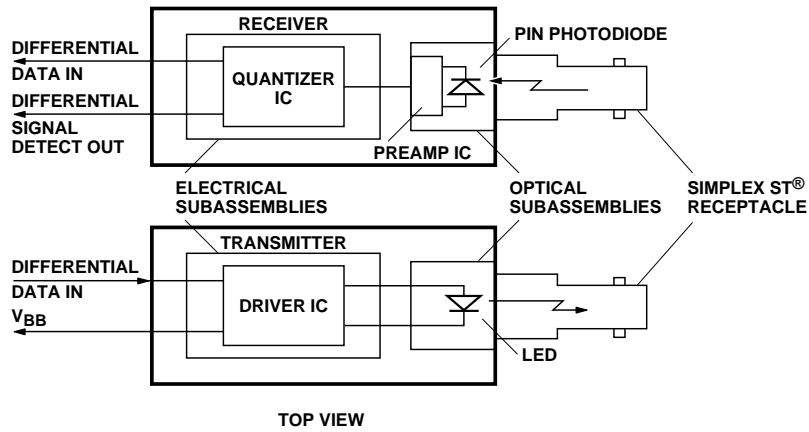 RECEIVER
PIN PHOTODIODE
DIFFERENTIAL
DATA IN
QUANTIZER
IC
DIFFERENTIAL
SIGNAL
DETECT OUT
PREAMP IC
ELECTRICAL
SUBASSEMBLIES
OPTICAL
SUBASSEMBLIES
SIMPLEX ST®
RECEPTACLE
TRANSMITTER
DIFFERENTIAL
DATA IN
DRIVER IC
VBB
LED
TOP VIEW